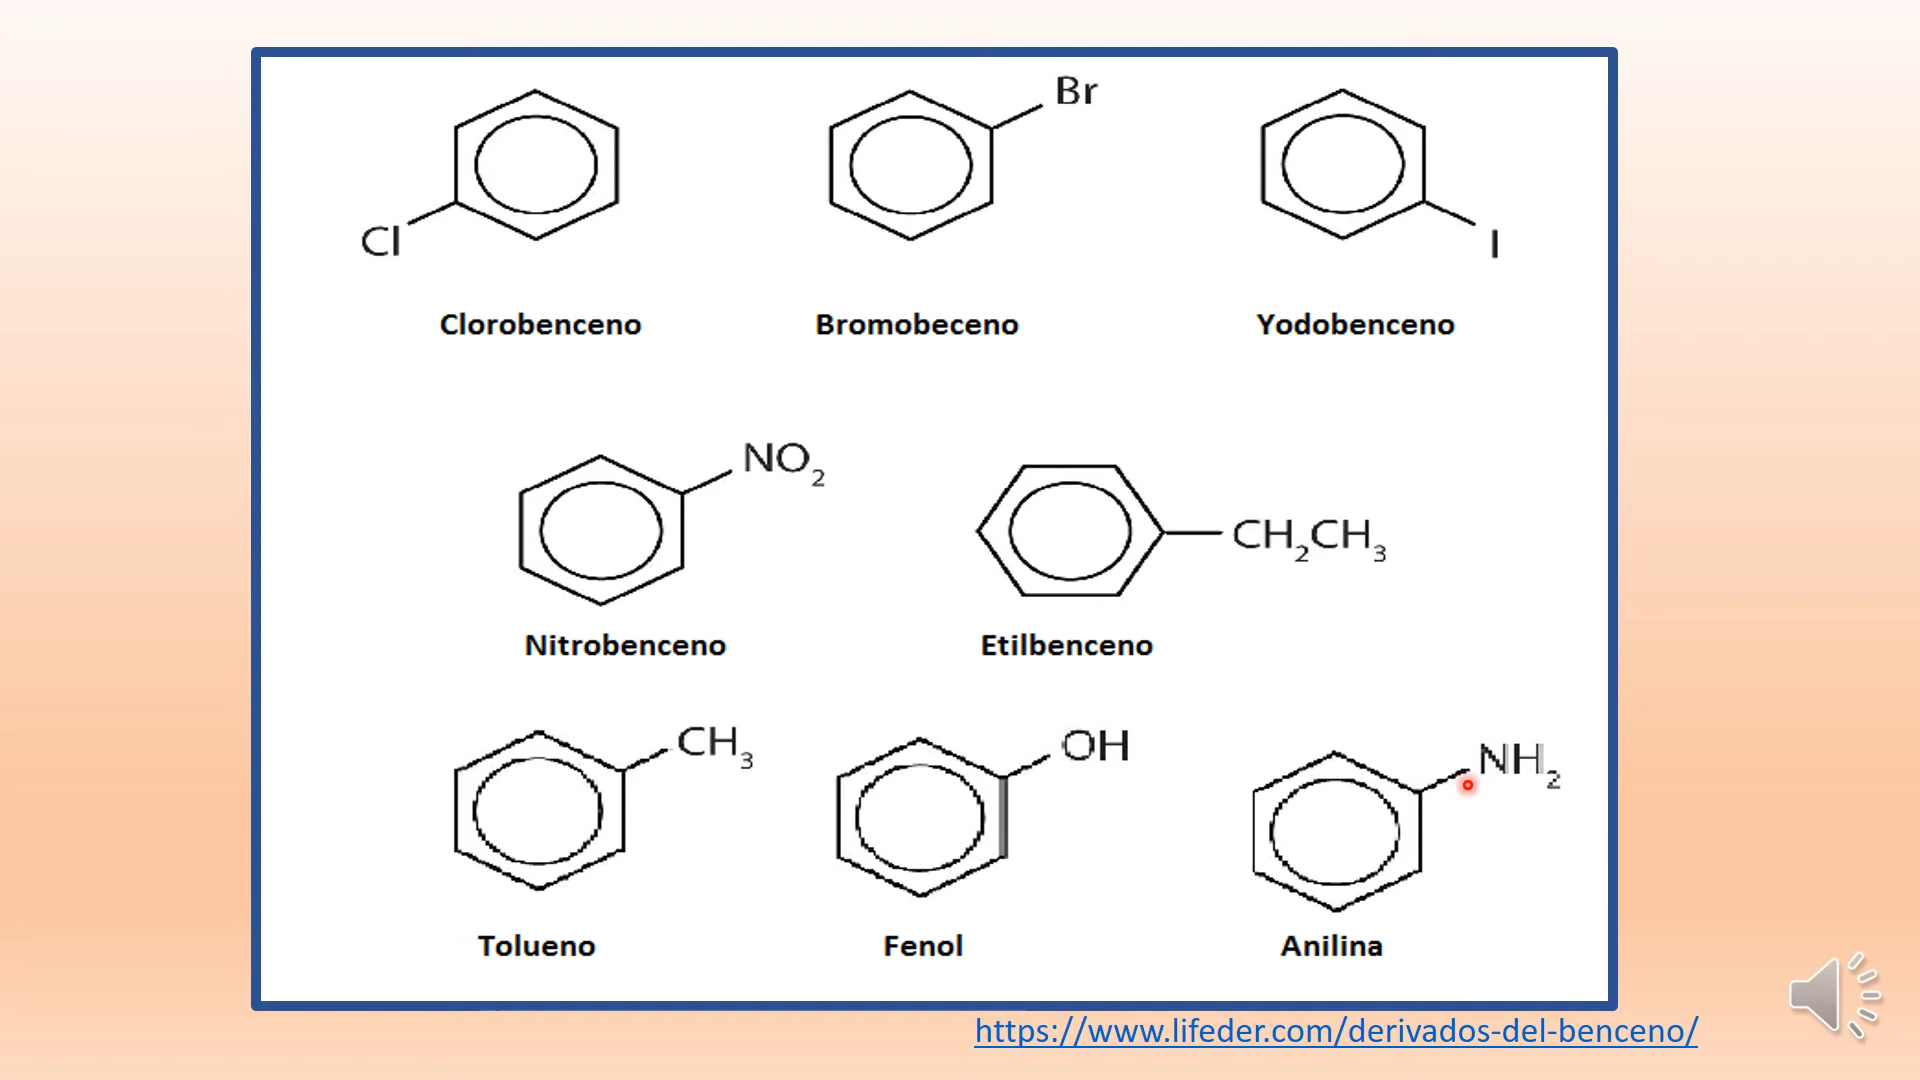 Cl
Br
I
Clorobenceno
Bromobeceno
Yodobenceno
NO₂
CH₂CH₃
Nitrobenceno
Etilbenceno
CH₃
OH
NH₂
Tolueno
Fenol
Anilina
https://www.lifeder.com/derivados-del-benceno/